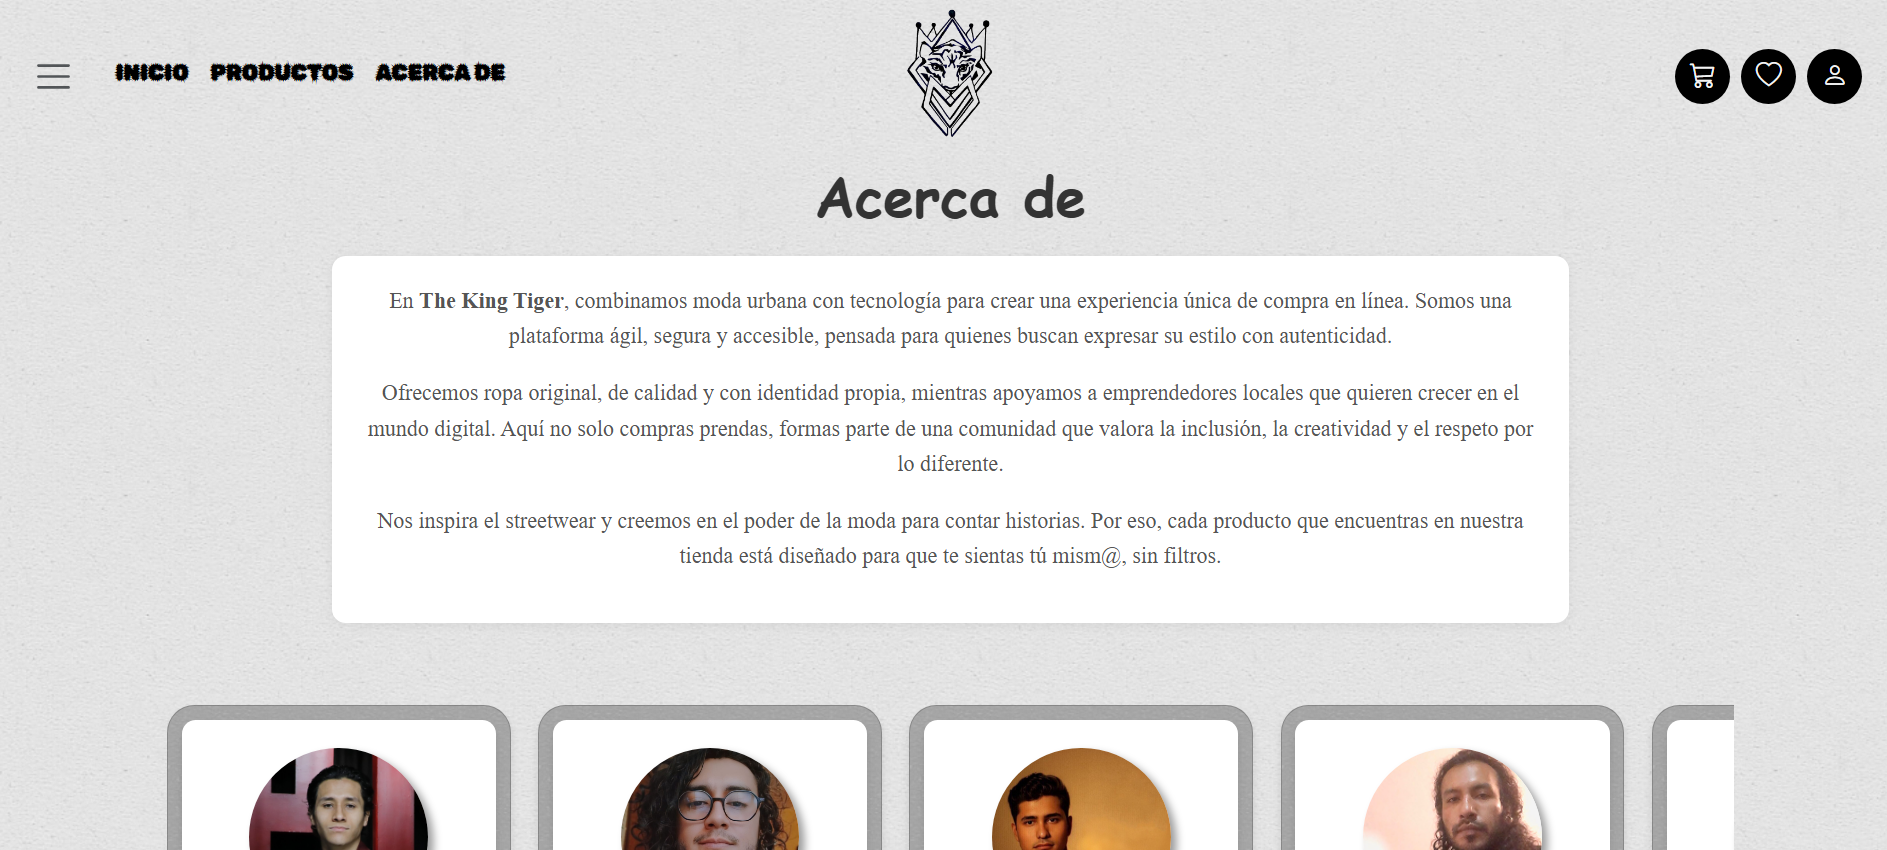 INICIO PRODUCTOS ACERCA DE
Acerca de
En The King Tiger, combinamos moda urbana con tecnología para crear una experiencia única de compra en línea. Somos una
plataforma ágil, segura y accesible, pensada para quienes buscan expresar su estilo con autenticidad.
Ofrecemos ropa original, de calidad y con identidad propia, mientras apoyamos a emprendedores locales que quieren crecer en el
mundo digital. Aquí no solo compras prendas, formas parte de una comunidad que valora la inclusión, la creatividad y el respeto por
lo diferente.
Nos inspira el streetwear y creemos en el poder de la moda para contar historias. Por eso, cada producto que encuentras en nuestra
tienda está diseñado para que te sientas tú mism@, sin filtros.